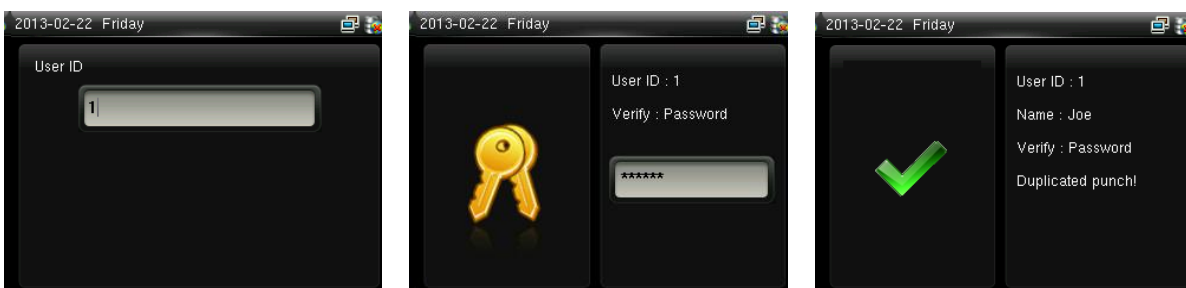 2013-02-22 Friday
User ID
1
2013-02-22 Friday
User ID : 1
Verify : Password
******
2013-02-22 Friday
User ID : 1
Name : Joe
Verify : Password
Duplicated punch!